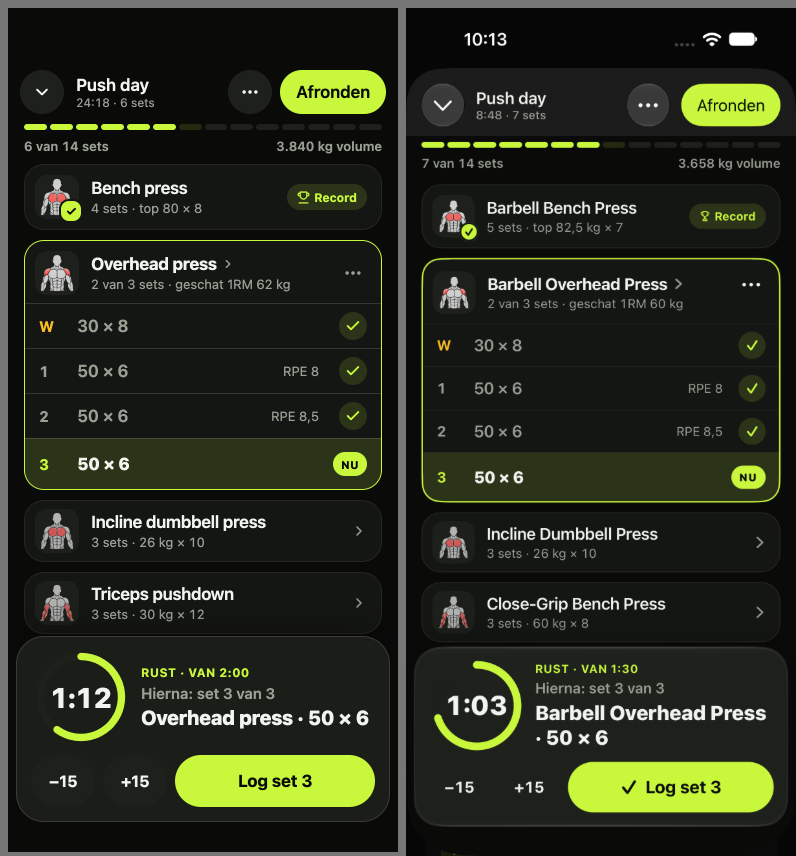 Push day
24:18 · 6 sets
Afronden
6 van 14 sets
3.840 kg volume
Bench press
4 sets · top 80 × 8
Record
Overhead press
2 van 3 sets · geschat 1RM 62 kg
W 30 × 8
1 50 × 6 RPE 8
2 50 × 6 RPE 8,5
3 50 × 6 NU
Incline dumbbell press
3 sets · 26 kg × 10
Triceps pushdown
3 sets · 30 kg × 12
1:12
RUST · VAN 2:00
Hierna: set 3 van 3
Overhead press · 50 × 6
−15
+15
Log set 3
10:13
Push day
8:48 · 7 sets
Afronden
7 van 14 sets
3.658 kg volume
Barbell Bench Press
5 sets · top 82,5 kg × 7
Record
Barbell Overhead Press
2 van 3 sets · geschat 1RM 60 kg
W 30 × 8
1 50 × 6 RPE 8
2 50 × 6 RPE 8,5
3 50 × 6 NU
Incline Dumbbell Press
3 sets · 26 kg × 10
Close-Grip Bench Press
3 sets · 60 kg × 8
1:03
RUST · VAN 1:30
Hierna: set 3 van 3
Barbell Overhead Press
· 50 × 6
−15
+15
Log set 3